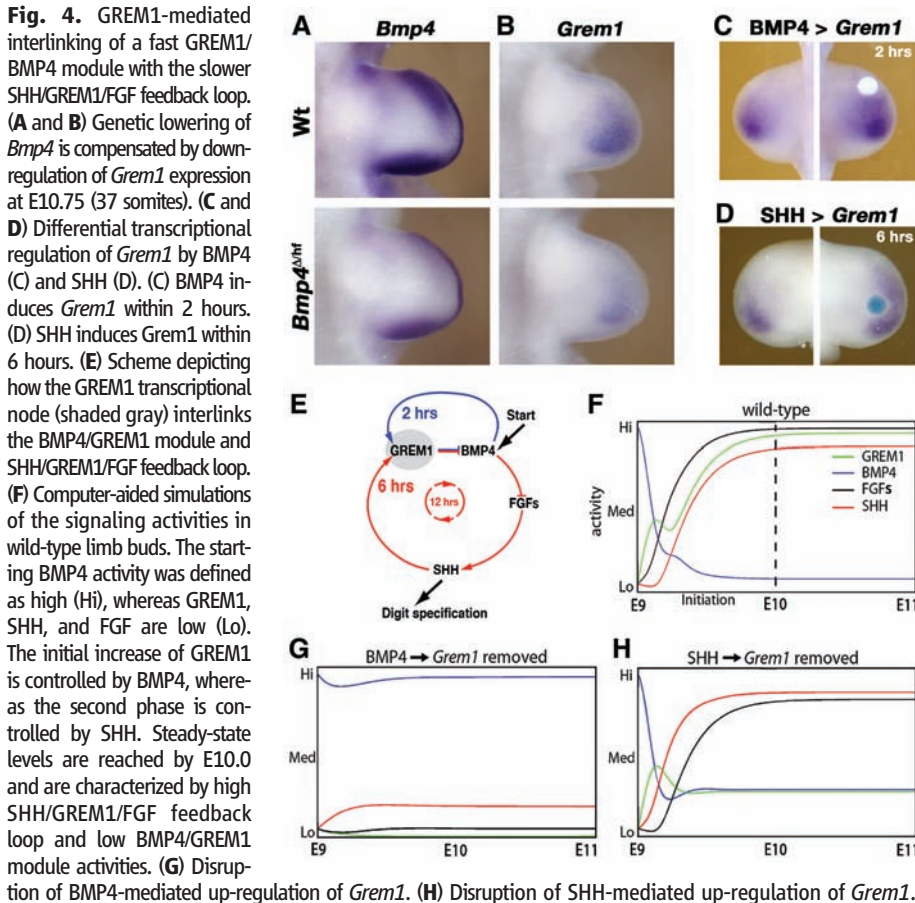 Fig. 4. GREM1-mediated
interlinking of a fast GREM1/
BMP4 module with the slower
SHH/GREM1/FGF feedback loop.
(A and B) Genetic lowering of
Bmp4 is compensated by down-
regulation of Grem1 expression
at E10.75 (37 somites). (C and
D) Differential transcriptional
regulation of Grem1 by BMP4
(C) and SHH (D). (C) BMP4 in-
duces Grem1 within 2 hours.
(D) SHH induces Grem1 within
6 hours. (E) Scheme depicting
how the GREM1 transcriptional
node (shaded gray) interlinks
the BMP4/GREM1 module and
SHH/GREM1/FGF feedback loop.
(F) Computer-aided simulations
of the signaling activities in
wild-type limb buds. The start-
ing BMP4 activity was defined
as high (Hi), whereas GREM1,
SHH, and FGF are low (Lo).
The initial increase of GREM1
is controlled by BMP4, where-
as the second phase is con-
trolled by SHH. Steady-state
levels are reached by E10.0
and are characterized by high
SHH/GREM1/FGF feedback
loop and low BMP4/GREM1
module activities. (G) Disrup-
tion of BMP4-mediated up-regulation of Grem1. (H) Disruption of SHH-mediated up-regulation of Grem1.
A
Bmp4
B
Grem1
Wt
Bmp4Δ/hf
C
BMP4 > Grem1
2 hrs
D
SHH > Grem1
6 hrs
E
2 hrs
Start
GREM1
BMP4
6 hrs
12 hrs
FGFs
SHH
Digit specification
F
wild-type
Hi
Med
Lo
activity
GREM1
BMP4
FGFs
SHH
E9
Initiation
E10
E11
G
BMP4 → Grem1 removed
Hi
Med
Lo
E9
E10
E11
H
SHH → Grem1 removed
Hi
Med
Lo
E9
E10
E11